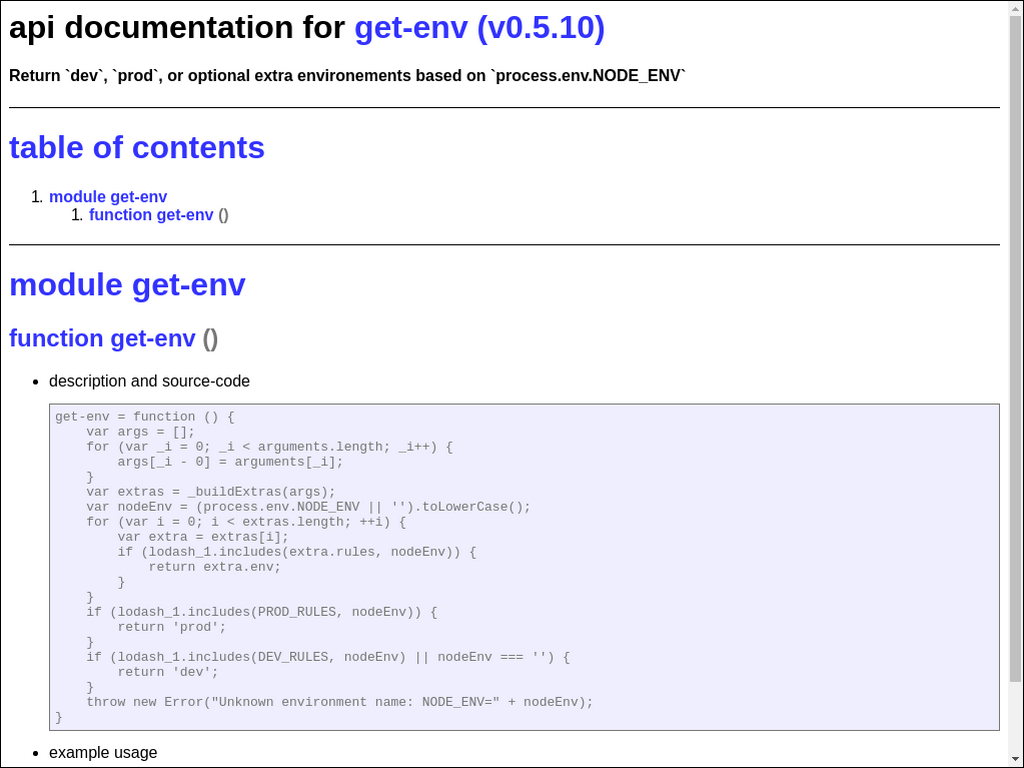 api documentation for get-env (v0.5.10)
Return `dev`, `prod`, or optional extra environements based on `process.env.NODE_ENV`
table of contents
1. module get-env
1. function get-env ()
module get-env
function get-env ()
• description and source-code
get-env = function () {
    var args = [];
    for (var _i = 0; _i < arguments.length; _i++) {
        args[_i - 0] = arguments[_i];
    }
    var extras = _buildExtras(args);
    var nodeEnv = (process.env.NODE_ENV || '').toLowerCase();
    for (var i = 0; i < extras.length; ++i) {
        var extra = extras[i];
        if (lodash_1.includes(extra.rules, nodeEnv)) {
            return extra.env;
        }
    }
    if (lodash_1.includes(PROD_RULES, nodeEnv)) {
        return 'prod';
    }
    if (lodash_1.includes(DEV_RULES, nodeEnv) || nodeEnv === '') {
        return 'dev';
    }
    throw new Error("Unknown environment name: NODE_ENV=" + nodeEnv);
}
• example usage